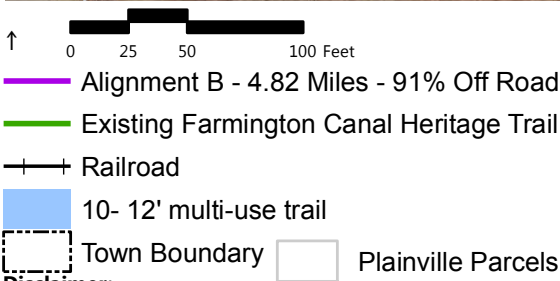 ↑ 0 25 50 100 Feet
Alignment B - 4.82 Miles - 91% Off Road
Existing Farmington Canal Heritage Trail
Railroad
10- 12' multi-use trail
Town Boundary Plainville Parcels
Disclaimer: